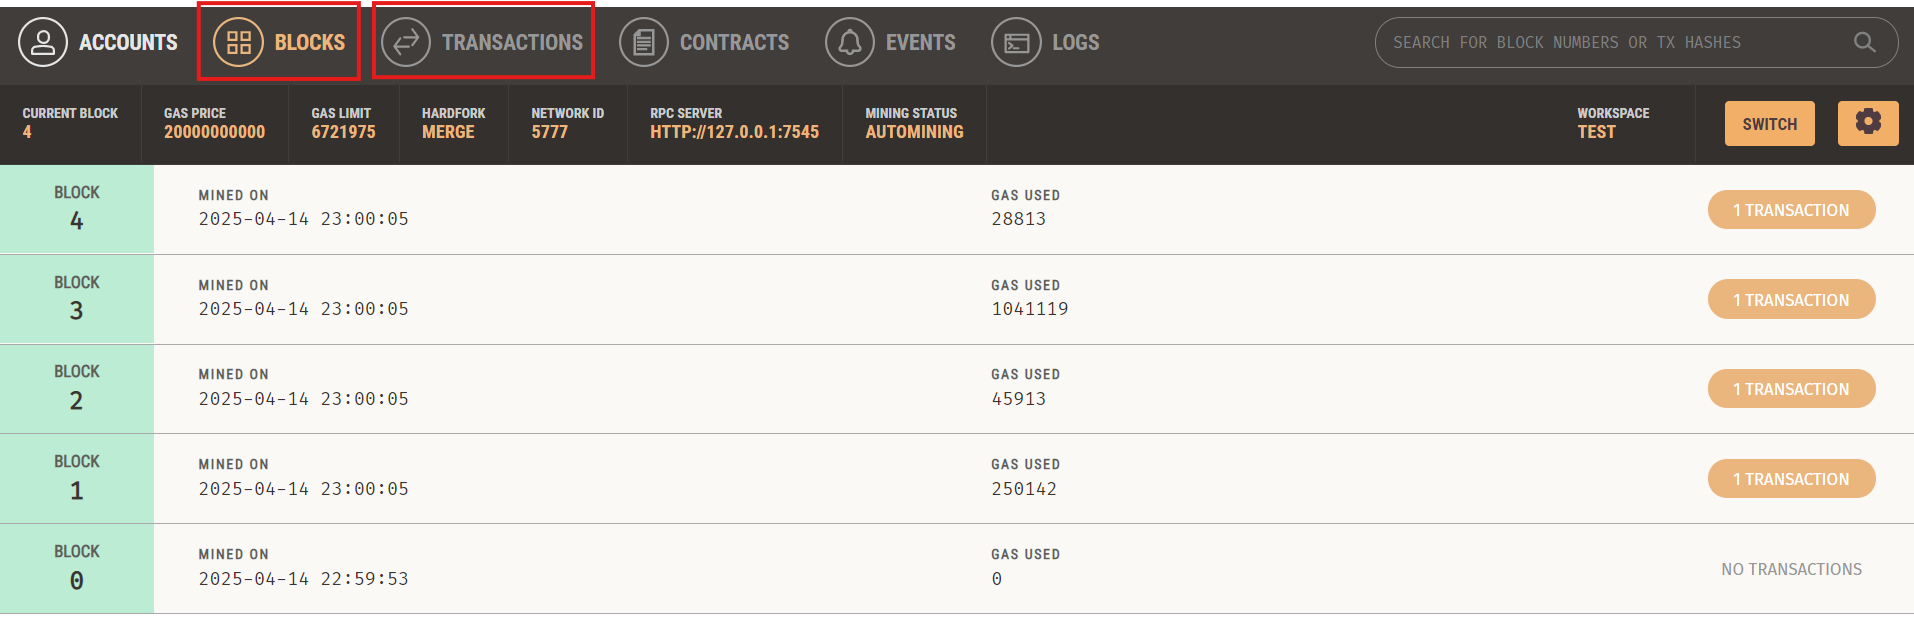 ACCOUNTS BLOCKS TRANSACTIONS CONTRACTS EVENTS LOGS SEARCH FOR BLOCK NUMBERS OR TX HASHES
CURRENT BLOCK GAS PRICE GAS LIMIT HARDFORK NETWORK ID RPC SERVER MINING STATUS WORKSPACE
4 20000000000 6721975 MERGE 5777 HTTP://127.0.0.1:7545 AUTOMINING TEST
SWITCH
BLOCK MINED ON GAS USED
4 2025-04-14 23:00:05 28813 1 TRANSACTION
BLOCK MINED ON GAS USED
3 2025-04-14 23:00:05 1041119 1 TRANSACTION
BLOCK MINED ON GAS USED
2 2025-04-14 23:00:05 45913 1 TRANSACTION
BLOCK MINED ON GAS USED
1 2025-04-14 23:00:05 250142 1 TRANSACTION
BLOCK MINED ON GAS USED
0 2025-04-14 22:59:53 0 NO TRANSACTIONS